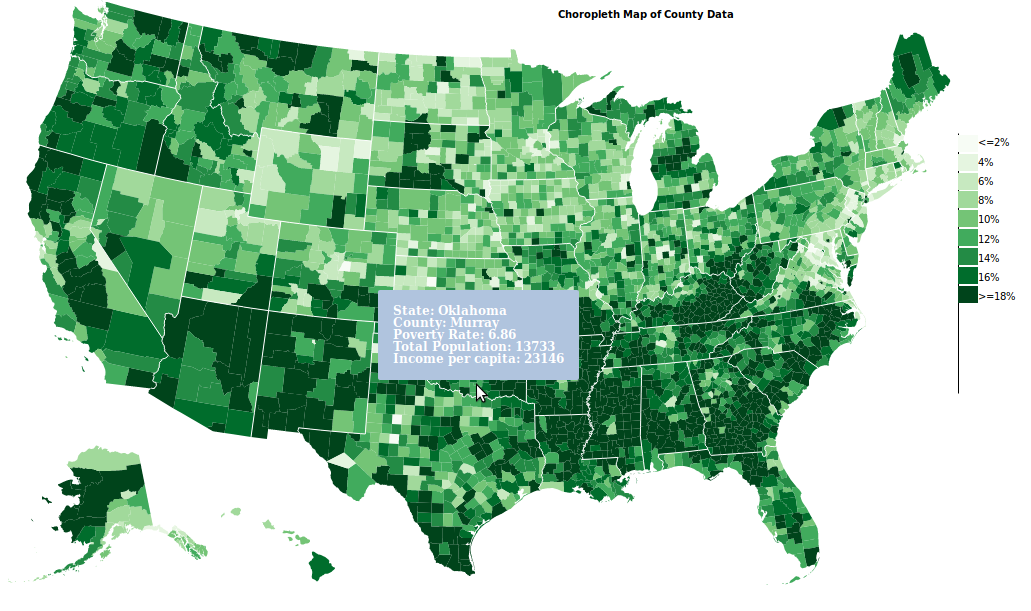 Choropleth Map of County Data
<=2%
4%
6%
8%
10%
12%
14%
16%
>=18%
State: Oklahoma
County: Murray
Poverty Rate: 6.86
Total Population: 13733
Income per capita: 23146